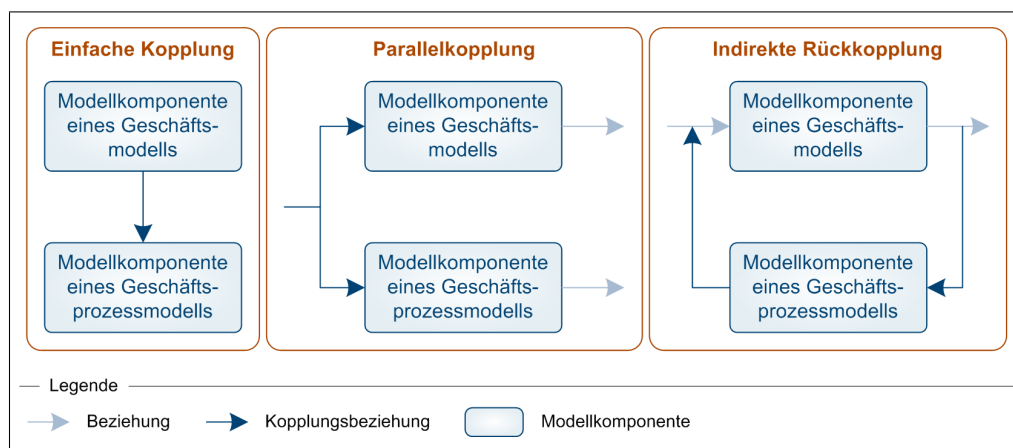 Einfache Kopplung
Modellkomponente
eines Geschäfts-
modells
Modellkomponente
eines Geschäfts-
prozessmodells
Parallelkopplung
Modellkomponente
eines Geschäfts-
modells
Modellkomponente
eines Geschäfts-
prozessmodells
Indirekte Rückkopplung
Modellkomponente
eines Geschäfts-
modells
Modellkomponente
eines Geschäfts-
prozessmodells
Legende
Beziehung
Kopplungsbeziehung
Modellkomponente